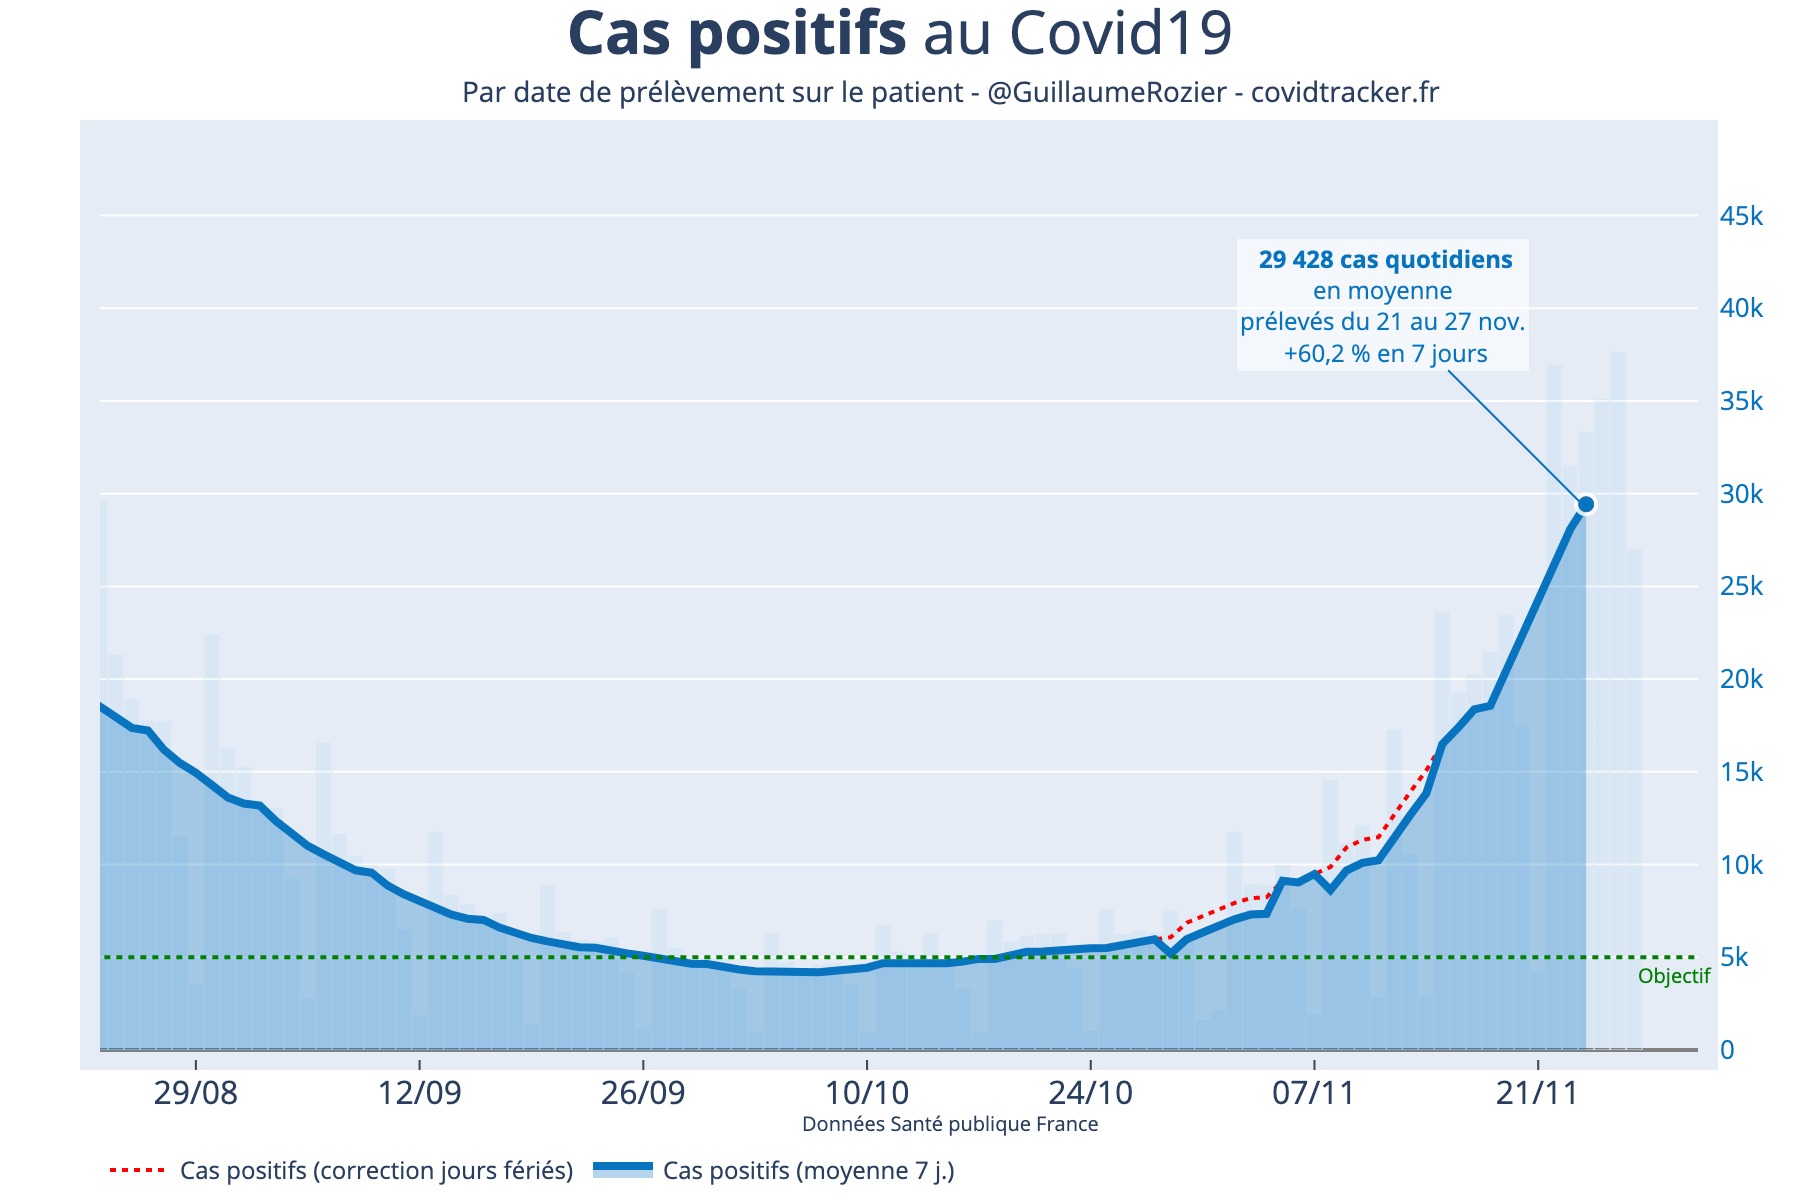 Cas positifs au Covid19
Par date de prélèvement sur le patient - @GuillaumeRozier - covidtracker.fr
45k
29 428 cas quotidiens
en moyenne
prélevés du 21 au 27 nov.
+60,2 % en 7 jours
40k
35k
30k
25k
20k
15k
10k
5k
Objectif
0
29/08 12/09 26/09 10/10 24/10 07/11 21/11
Données Santé publique France
Cas positifs (correction jours fériés) Cas positifs (moyenne 7 j.)